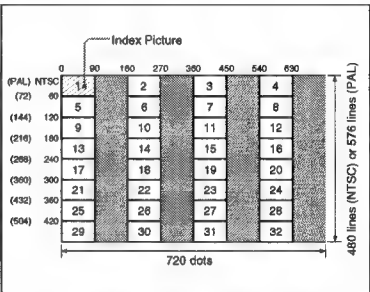 Index Picture
0 90 180 270 360 450 540 630
(PAL) NTSC
1 2 3 4
(72) 60
5 6 7 8
(144) 120
9 10 11 12
(216) 180
13 14 15 16
(288) 240
17 18 19 20
(360) 300
21 22 23 24
(432) 360
25 26 27 28
(504) 420
29 30 31 32
720 dots
480 lines (NTSC) or 576 lines (PAL)